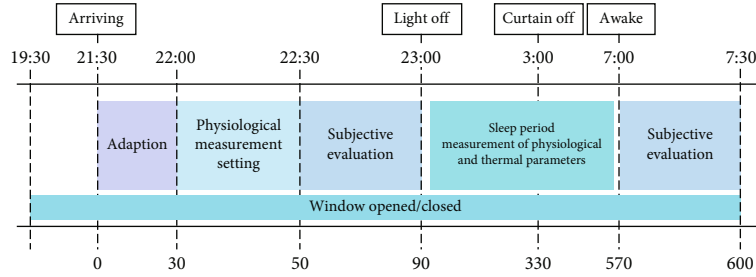 Arriving
Light off
Curtain off
Awake
19:30
21:30
22:00
22:30
23:00
3:00
7:00
7:30
Adaption
Physiological
measurement
setting
Subjective
evaluation
Sleep period
measurement of physiological
and thermal parameters
Subjective
evaluation
Window opened/closed
0
30
50
90
330
570
600